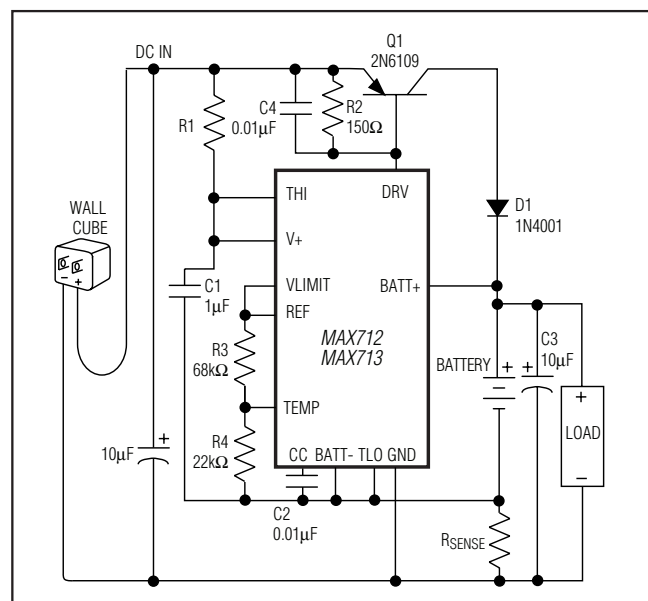 Q1
2N6109
DC IN
C4
0.01µF
R2
150Ω
R1
THI
DRV
V+
WALL
CUBE
D1
1N4001
C1
1µF
VLIMIT
REF
BATT+
MAX712
MAX713
R3
68kΩ
TEMP
BATTERY
C3
10µF
LOAD
R4
22kΩ
10µF
CC BATT- TLO GND
C2
0.01µF
RSENSE